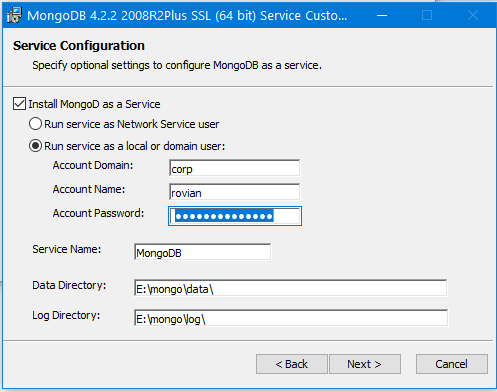 MongoDB 4.2.2 2008R2Plus SSL (64 bit) Service Custo...
Service Configuration
Specify optional settings to configure MongoDB as a service.
Install MongoD as a Service
Run service as Network Service user
Run service as a local or domain user:
Account Domain: corp
Account Name: rovian
Account Password: ●●●●●●●●●●●●●●
Service Name: MongoDB
Data Directory: E:\mongo\data\
Log Directory: E:\mongo\log\
< Back Next > Cancel